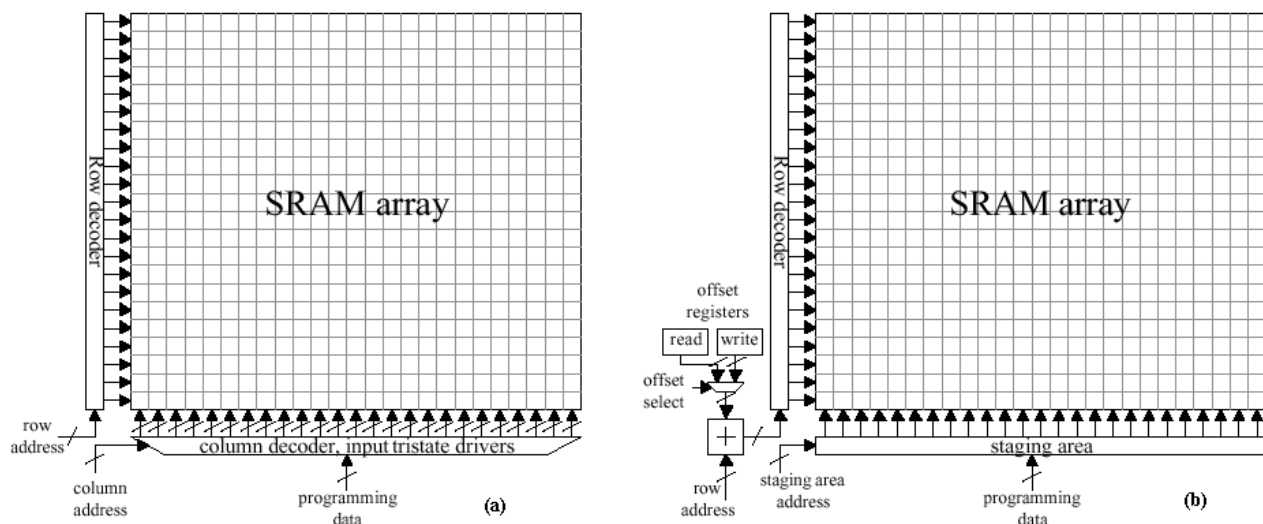 Row decoder
SRAM array
row
address
column decoder, input tristate drivers
column
address
programming
data
(a)
Row decoder
SRAM array
offset
registers
read
write
offset
select
+
staging area
row
address
staging area
address
programming
data
(b)